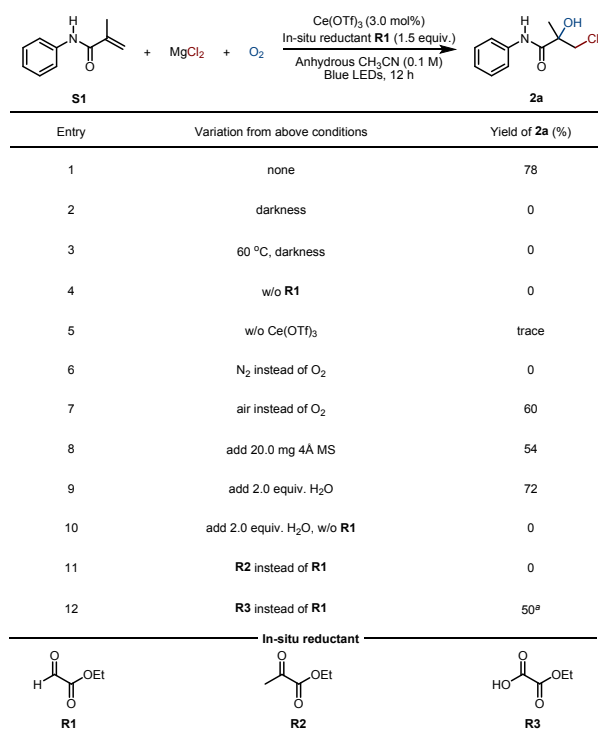 Ce(OTf)3 (3.0 mol%)
In-situ reductant R1 (1.5 equiv.)
H
N
O
+ MgCl2 + O2
Anhydrous CH3CN (0.1 M)
Blue LEDs, 12 h
H
N
O
OH
Cl
S1
2a
Entry Variation from above conditions Yield of 2a (%)
1 none 78
2 darkness 0
3 60 °C, darkness 0
4 w/o R1 0
5 w/o Ce(OTf)3 trace
6 N2 instead of O2 0
7 air instead of O2 60
8 add 20.0 mg 4Å MS 54
9 add 2.0 equiv. H2O 72
10 add 2.0 equiv. H2O, w/o R1 0
11 R2 instead of R1 0
12 R3 instead of R1 50a
In-situ reductant
O
H
OEt
O
R1
O
OEt
O
R2
O
HO
OEt
O
R3